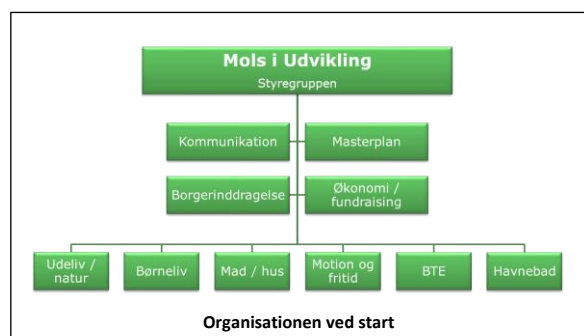 Mols i Udvikling
Styregruppen
Kommunikation
Masterplan
Borgerinddragelse
Økonomi /
fundraising
Udeliv /
natur
Børneliv
Mad / hus
Motion og
fritid
BTE
Havnebad
Organisationen ved start